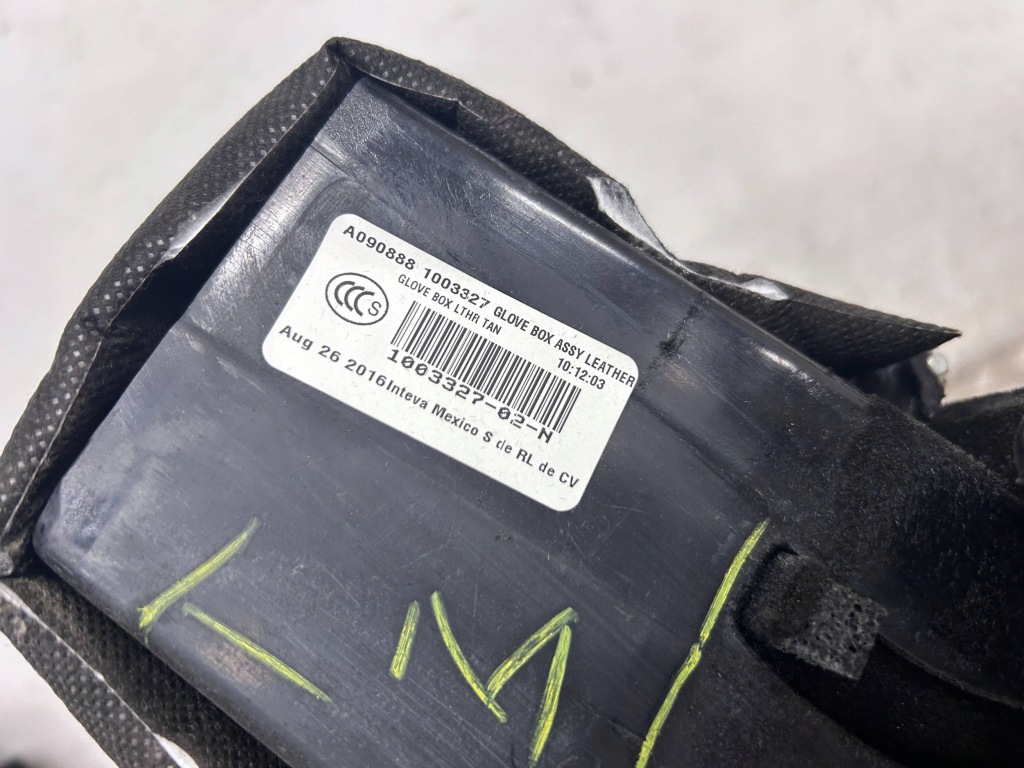 A090888 1003327 GLOVE BOX ASSY LEATHER
GLOVE BOX LTHR TAN
10:12:03
CCC S
1003327-02-N
Aug 26 2016 Inteva Mexico S de RL de CV